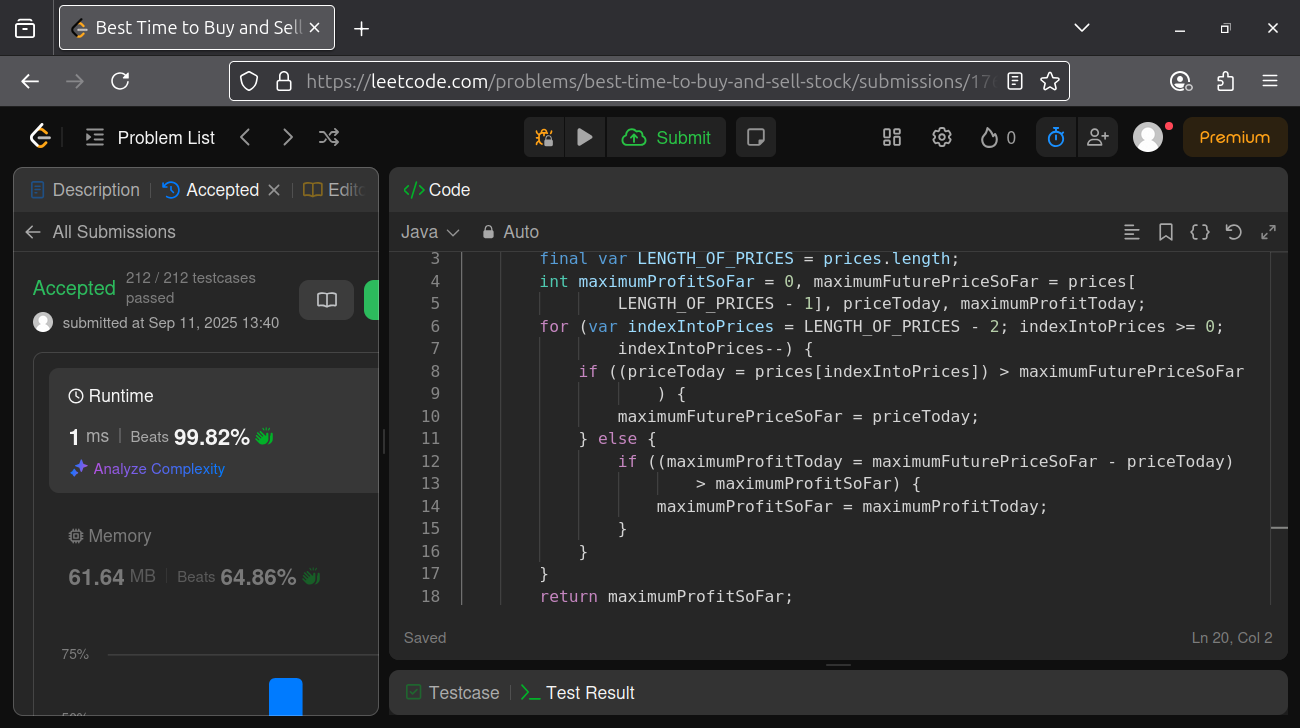 Best Time to Buy and Sell
https://leetcode.com/problems/best-time-to-buy-and-sell-stock/submissions/176
Problem List
Submit
0
Premium
Description
Accepted
Edito
All Submissions
Accepted
212 / 212 testcases
passed
submitted at Sep 11, 2025 13:40
Runtime
1 ms
Beats 99.82%
Analyze Complexity
Memory
61.64 MB
Beats 64.86%
75%
50%
</>Code
Java
Auto
3 final var LENGTH_OF_PRICES = prices.length;
4 int maximumProfitSoFar = 0, maximumFuturePriceSoFar = prices[
5 LENGTH_OF_PRICES - 1], priceToday, maximumProfitToday;
6 for (var indexIntoPrices = LENGTH_OF_PRICES - 2; indexIntoPrices >= 0;
7 indexIntoPrices--) {
8 if ((priceToday = prices[indexIntoPrices]) > maximumFuturePriceSoFar
9 ) {
10 maximumFuturePriceSoFar = priceToday;
11 } else {
12 if ((maximumProfitToday = maximumFuturePriceSoFar - priceToday)
13 > maximumProfitSoFar) {
14 maximumProfitSoFar = maximumProfitToday;
15 }
16 }
17 }
18 return maximumProfitSoFar;
Saved
Ln 20, Col 2
Testcase
Test Result